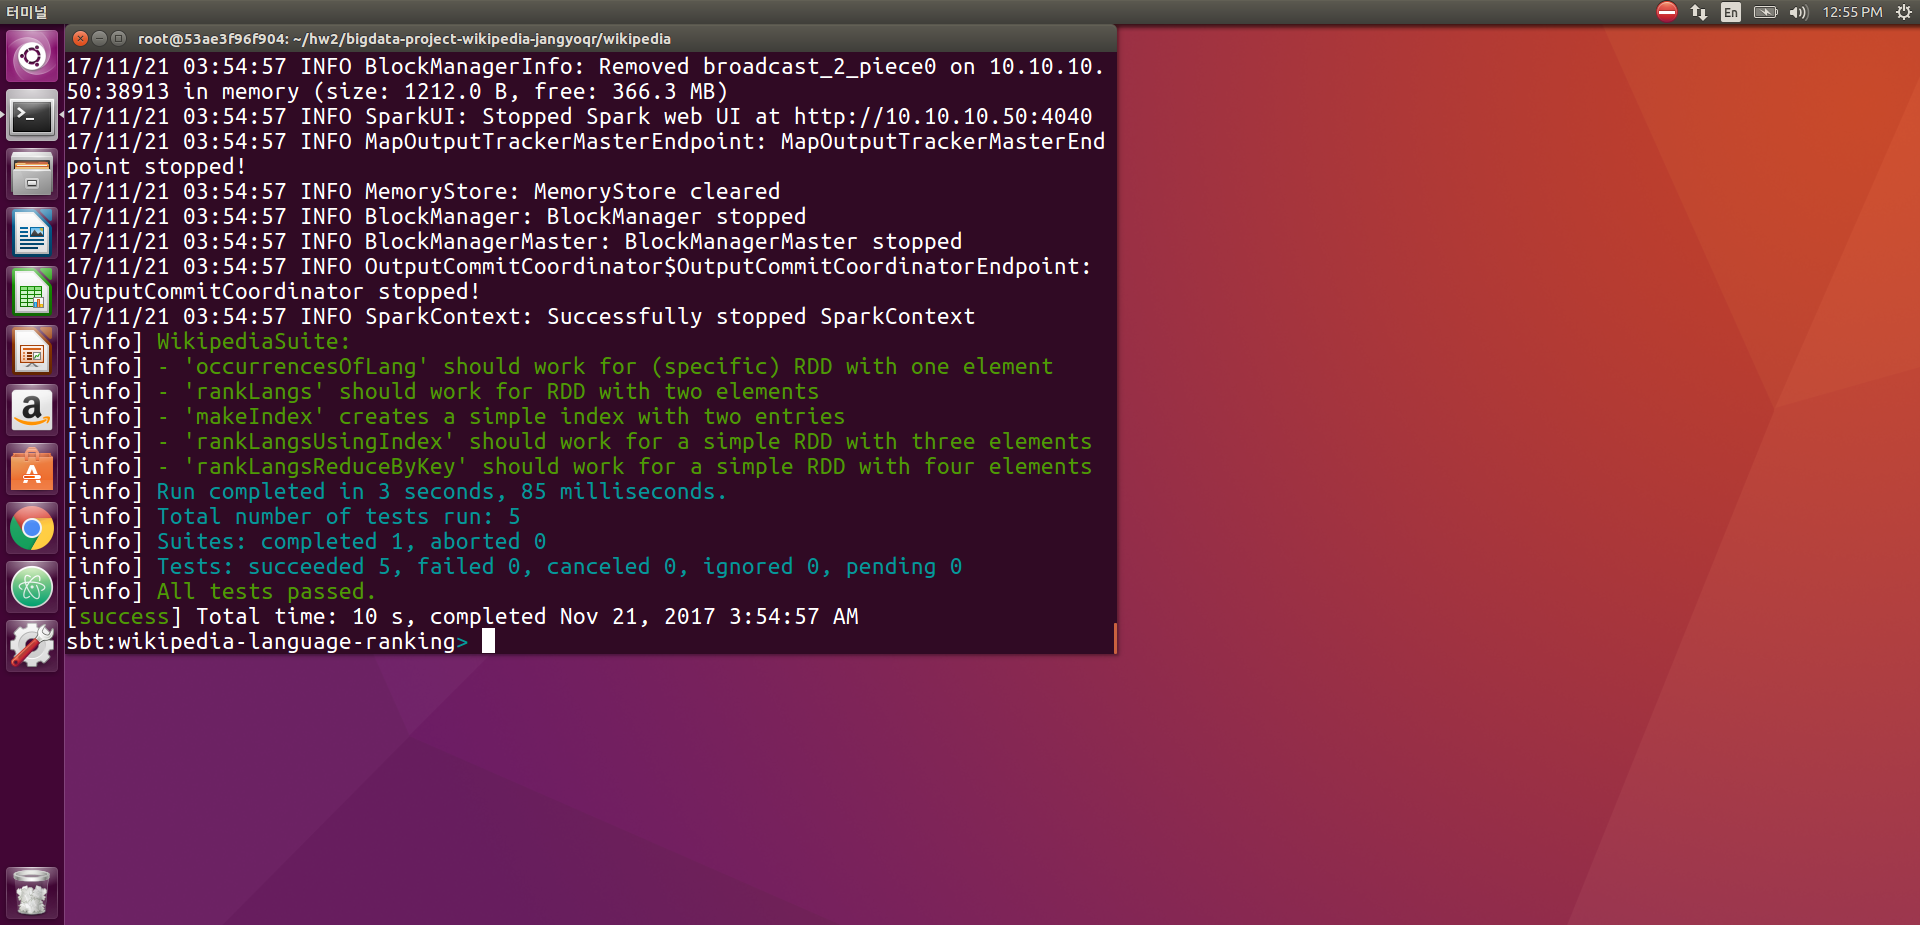 터미널
En
12:55 PM
root@53ae3f96f904: ~/hw2/bigdata-project-wikipedia-jangyoqr/wikipedia
17/11/21 03:54:57 INFO BlockManagerInfo: Removed broadcast_2_piece0 on 10.10.10.
50:38913 in memory (size: 1212.0 B, free: 366.3 MB)
17/11/21 03:54:57 INFO SparkUI: Stopped Spark web UI at http://10.10.10.50:4040
17/11/21 03:54:57 INFO MapOutputTrackerMasterEndpoint: MapOutputTrackerMasterEnd
point stopped!
17/11/21 03:54:57 INFO MemoryStore: MemoryStore cleared
17/11/21 03:54:57 INFO BlockManager: BlockManager stopped
17/11/21 03:54:57 INFO BlockManagerMaster: BlockManagerMaster stopped
17/11/21 03:54:57 INFO OutputCommitCoordinator$OutputCommitCoordinatorEndpoint:
OutputCommitCoordinator stopped!
17/11/21 03:54:57 INFO SparkContext: Successfully stopped SparkContext
[info] WikipediaSuite:
[info] - 'occurrencesOfLang' should work for (specific) RDD with one element
[info] - 'rankLangs' should work for RDD with two elements
[info] - 'makeIndex' creates a simple index with two entries
[info] - 'rankLangsUsingIndex' should work for a simple RDD with three elements
[info] - 'rankLangsReduceByKey' should work for a simple RDD with four elements
[info] Run completed in 3 seconds, 85 milliseconds.
[info] Total number of tests run: 5
[info] Suites: completed 1, aborted 0
[info] Tests: succeeded 5, failed 0, canceled 0, ignored 0, pending 0
[info] All tests passed.
[success] Total time: 10 s, completed Nov 21, 2017 3:54:57 AM
sbt:wikipedia-language-ranking>